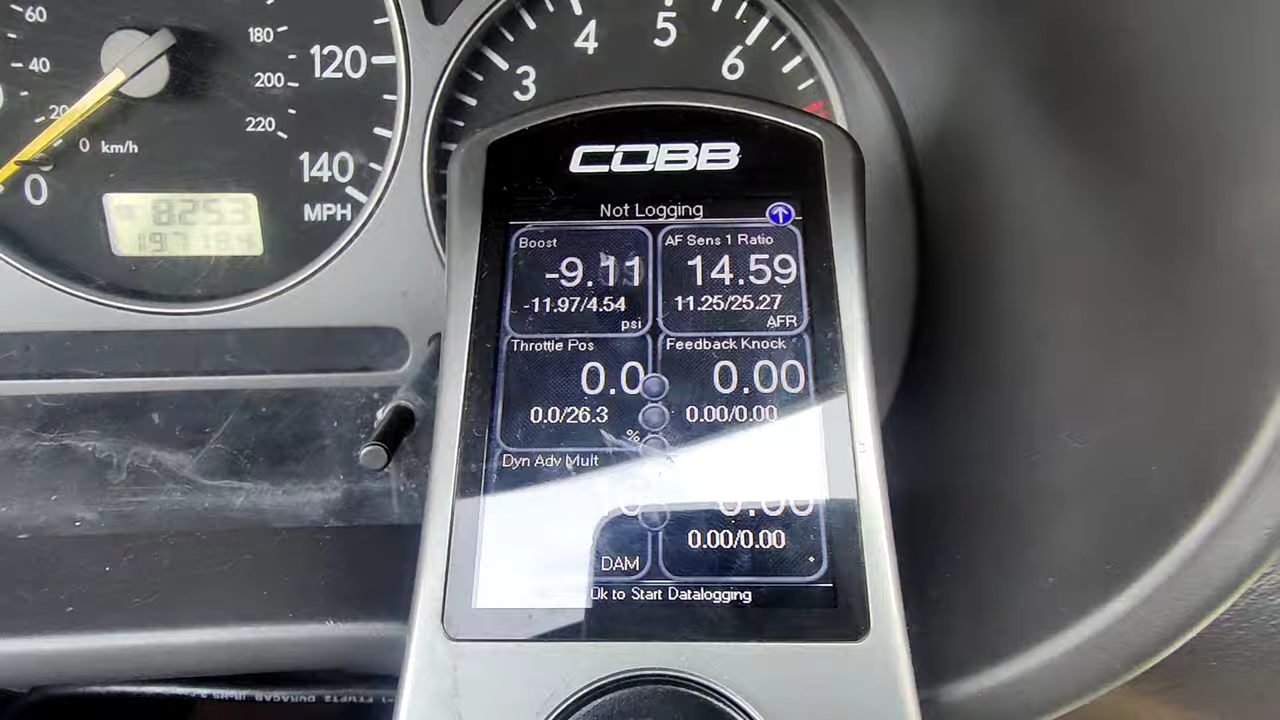 60
40
20
0 km/h
0
180
200
220
120
140
MPH
825.3
3
4
5
6
COBB
Not Logging
Boost
-9.11
-11.97/4.54
psi
AF Sens 1 Ratio
14.59
11.25/25.27
AFR
Throttle Pos
0.0
0.0/26.3
%
Feedback Knock
0.00
0.00/0.00
Dyn Adv Mult
DAM
0.00
0.00/0.00
°
Ok to Start Datalogging